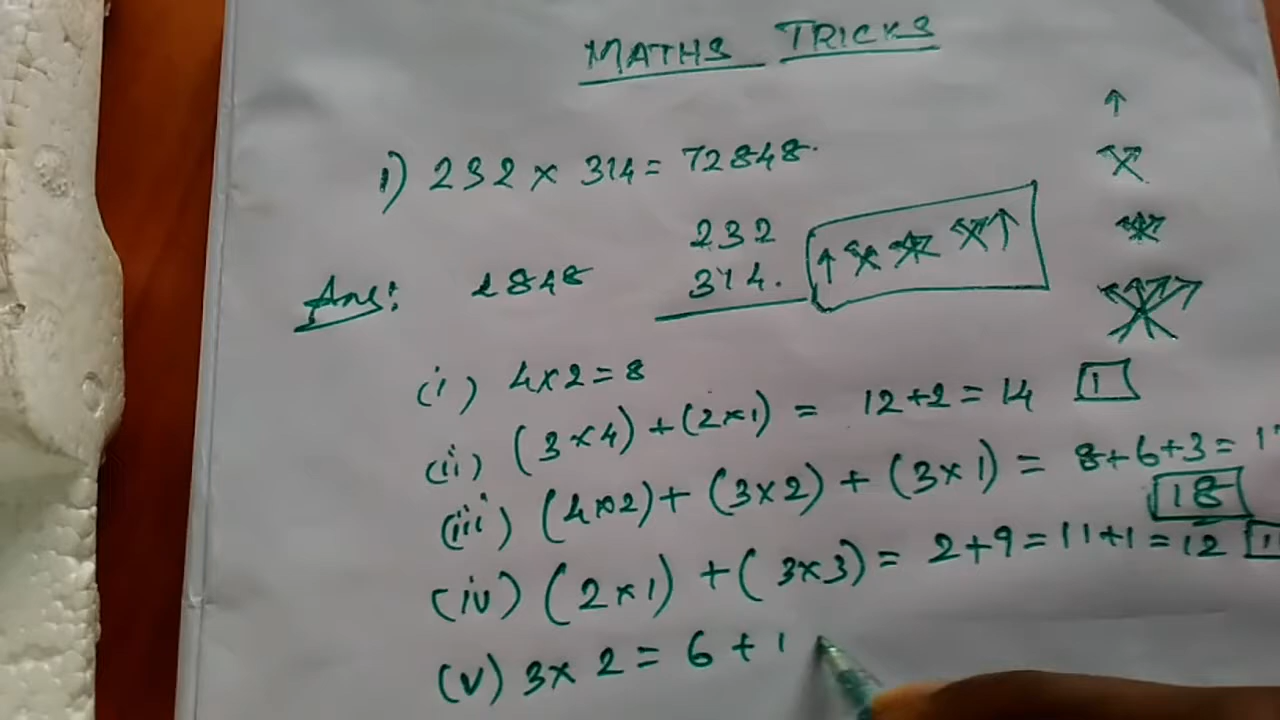 MATHS TRICKS
1) 232 × 314 = 72848.
232
Ans: 2848 314.
(i) 4×2=8
(ii) (3×4)+(2×1) = 12+2=14 1
(iii) (4×2)+(3×2)+(3×1) = 8+6+3=17
18
(iv) (2×1)+(3×3)= 2+9=11+1=12 1
(v) 3×2=6+1